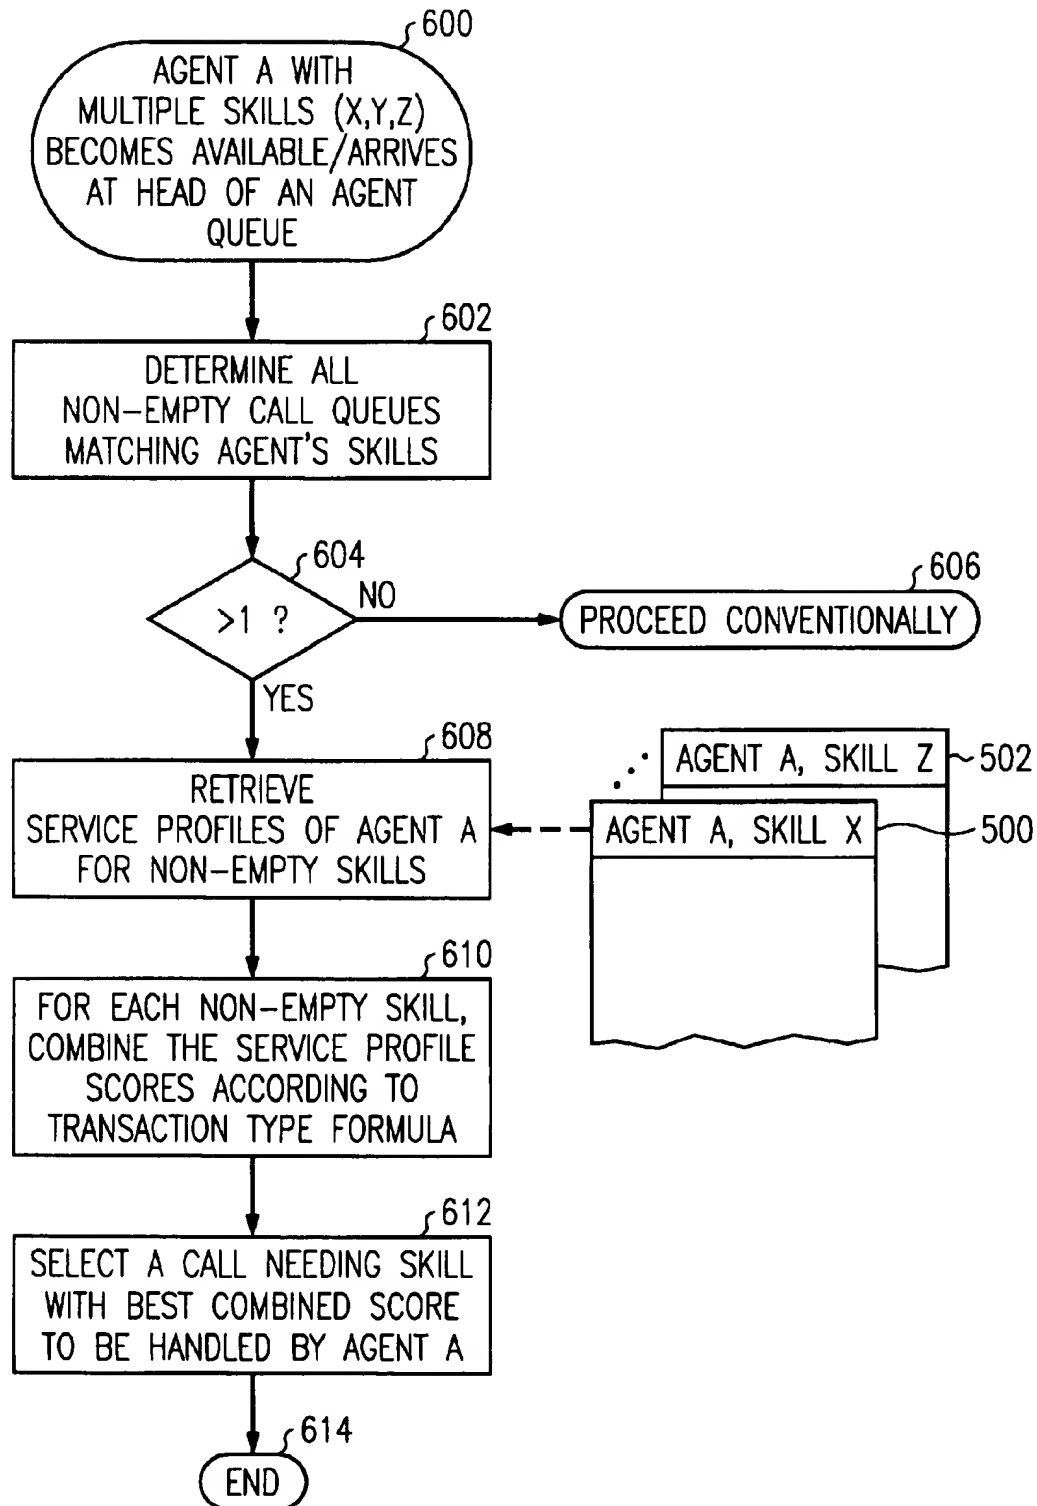 600
AGENT A WITH
MULTIPLE SKILLS (X,Y,Z)
BECOMES AVAILABLE/ARRIVES
AT HEAD OF AN AGENT
QUEUE
602
DETERMINE ALL
NON-EMPTY CALL QUEUES
MATCHING AGENT'S SKILLS
604
>1 ?
NO
606
PROCEED CONVENTIONALLY
YES
608
RETRIEVE
SERVICE PROFILES OF AGENT A
FOR NON-EMPTY SKILLS
AGENT A, SKILL Z
502
AGENT A, SKILL X
500
610
FOR EACH NON-EMPTY SKILL,
COMBINE THE SERVICE PROFILE
SCORES ACCORDING TO
TRANSACTION TYPE FORMULA
612
SELECT A CALL NEEDING SKILL
WITH BEST COMBINED SCORE
TO BE HANDLED BY AGENT A
614
END